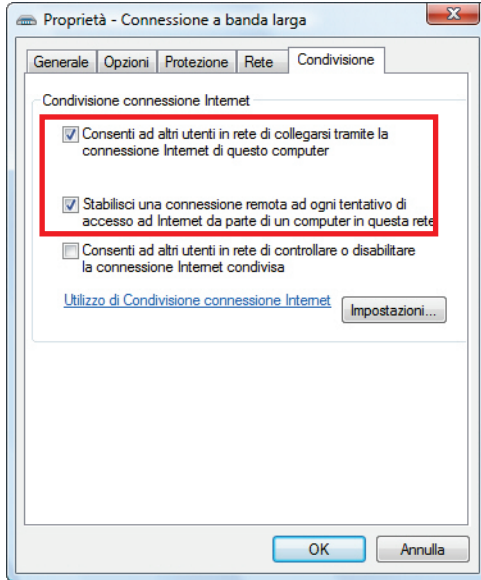 Proprietà - Connessione a banda larga
Generale Opzioni Protezione Rete Condivisione
Condivisione connessione Internet
Consenti ad altri utenti in rete di collegarsi tramite la
connessione Internet di questo computer
Stabilisci una connessione remota ad ogni tentativo di
accesso ad Internet da parte di un computer in questa rete
Consenti ad altri utenti in rete di controllare o disabilitare
la connessione Internet condivisa
Utilizzo di Condivisione connessione Internet
Impostazioni...
OK Annulla